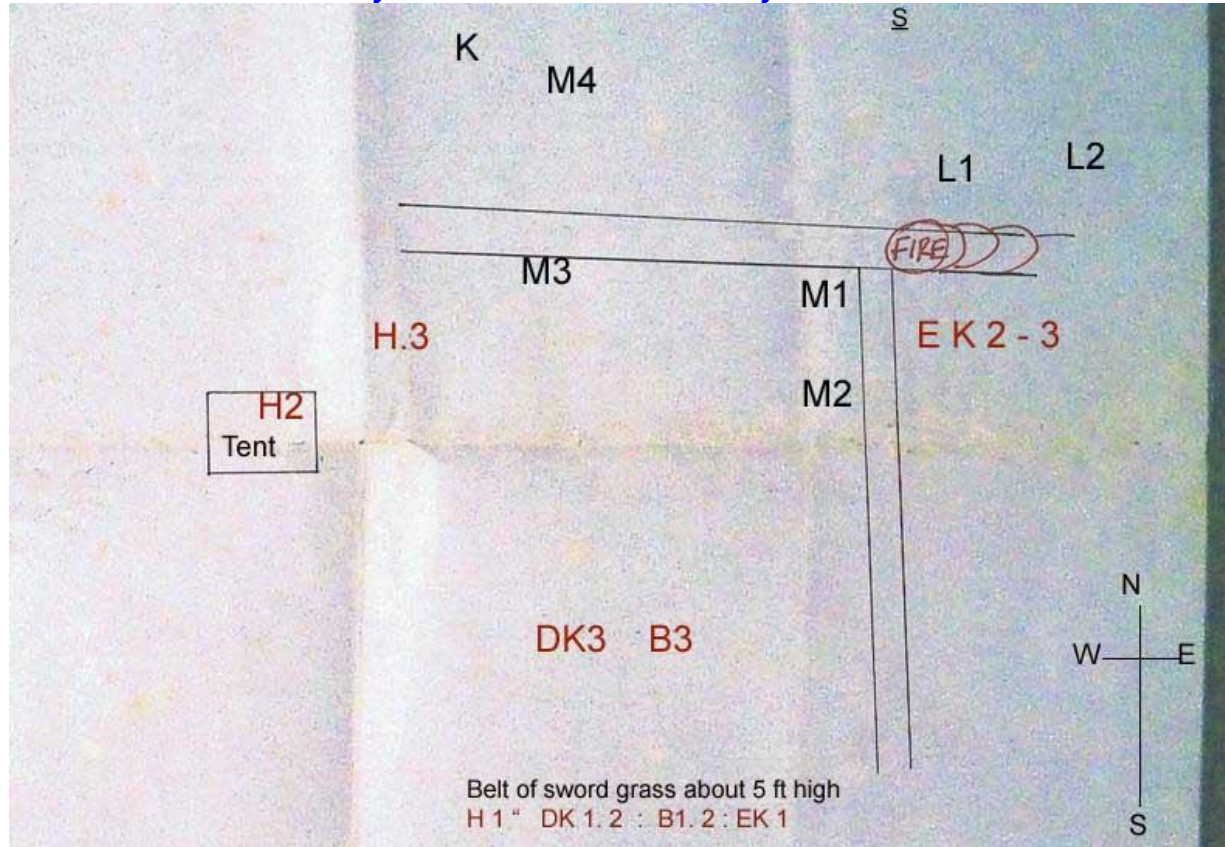 S
K
M4
L1
L2
FIRE
M3
M1
H.3
E K 2 - 3
H2
M2
Tent
N
DK3 B3
W E
Belt of sword grass about 5 ft high
H 1 “ DK 1. 2 : B1. 2 : EK 1
S